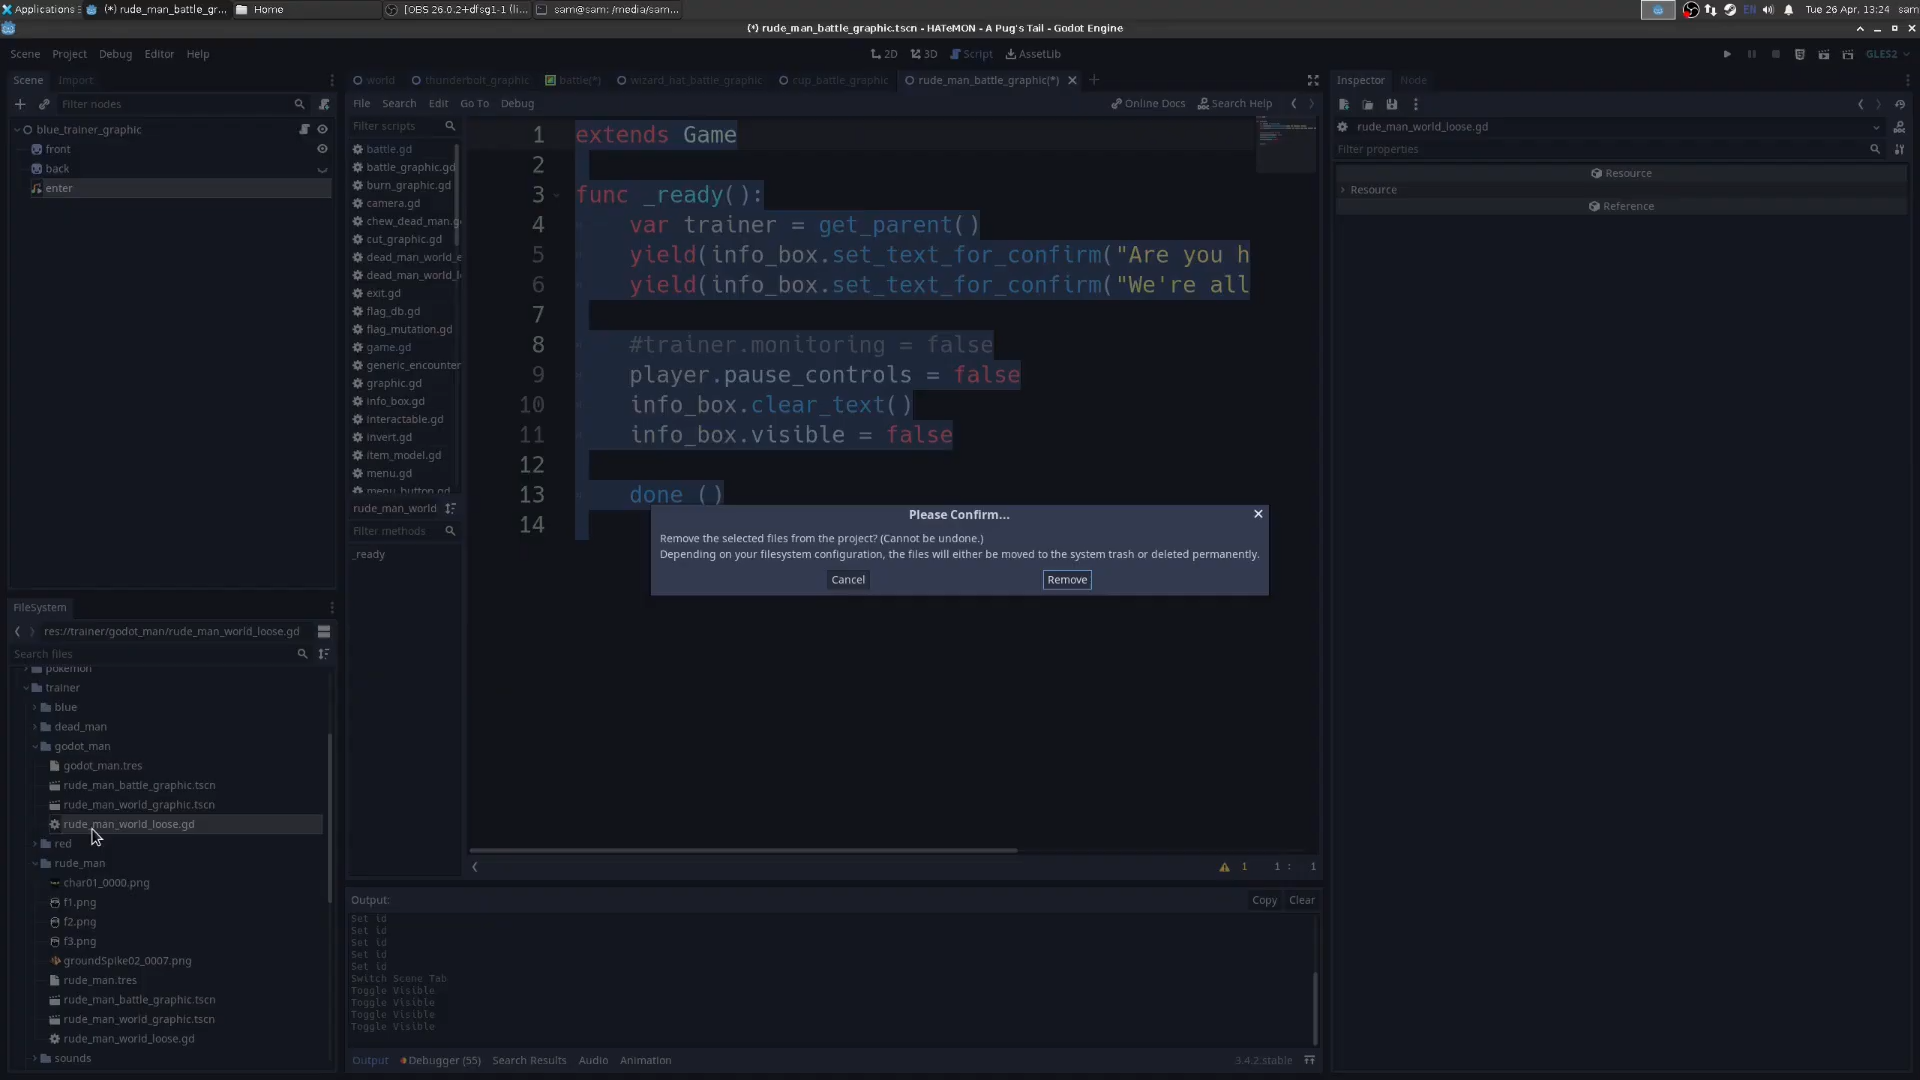 Applications
(*) rude_man_battle_gr...
Home
[OBS 26.0.2+dfsg1-1 (li...
sam@sam: /media/sam...
EN
Tue 26 Apr, 13:24
sam
(*) rude_man_battle_graphic.tscn - HATeMON - A Pug's Tail - Godot Engine
Scene Project Debug Editor Help
2D 3D Script AssetLib
GLES2
Scene Import
Filter nodes
blue_trainer_graphic
front
back
enter
world
thunderbolt_graphic
battle(*)
wizard_hat_battle_graphic
cup_battle_graphic
rude_man_battle_graphic(*)
File Search Edit Go To Debug
Online Docs
Search Help
Filter scripts
battle.gd
battle_graphic.gd
burn_graphic.gd
camera.gd
chew_dead_man.g
cut_graphic.gd
dead_man_world_e
dead_man_world_l
exit.gd
flag_db.gd
flag_mutation.gd
game.gd
generic_encounter
graphic.gd
info_box.gd
interactable.gd
invert.gd
item_model.gd
menu.gd
menu_button.gd
rude_man_world
Filter methods
_ready
1 extends Game
2
3 func _ready():
4 var trainer = get_parent()
5 yield(info_box.set_text_for_confirm("Are you h
6 yield(info_box.set_text_for_confirm("We're all
7
8 #trainer.monitoring = false
9 player.pause_controls = false
10 info_box.clear_text()
11 info_box.visible = false
12
13 done ()
14
Please Confirm...
Remove the selected files from the project? (Cannot be undone.)
Depending on your filesystem configuration, the files will either be moved to the system trash or deleted permanently.
Cancel
Remove
1 1 : 1
Inspector Node
rude_man_world_loose.gd
Filter properties
Resource
Resource
Reference
FileSystem
res://trainer/godot_man/rude_man_world_loose.gd
Search files
pokemon
trainer
blue
dead_man
godot_man
godot_man.tres
rude_man_battle_graphic.tscn
rude_man_world_graphic.tscn
rude_man_world_loose.gd
red
rude_man
char01_0000.png
f1.png
f2.png
f3.png
groundSpike02_0007.png
rude_man.tres
rude_man_battle_graphic.tscn
rude_man_world_graphic.tscn
rude_man_world_loose.gd
sounds
Output:
Copy Clear
Set id
Set id
Set id
Set id
Set id
Switch Scene Tab
Toggle Visible
Toggle Visible
Toggle Visible
Toggle Visible
Output Debugger (55) Search Results Audio Animation
3.4.2.stable